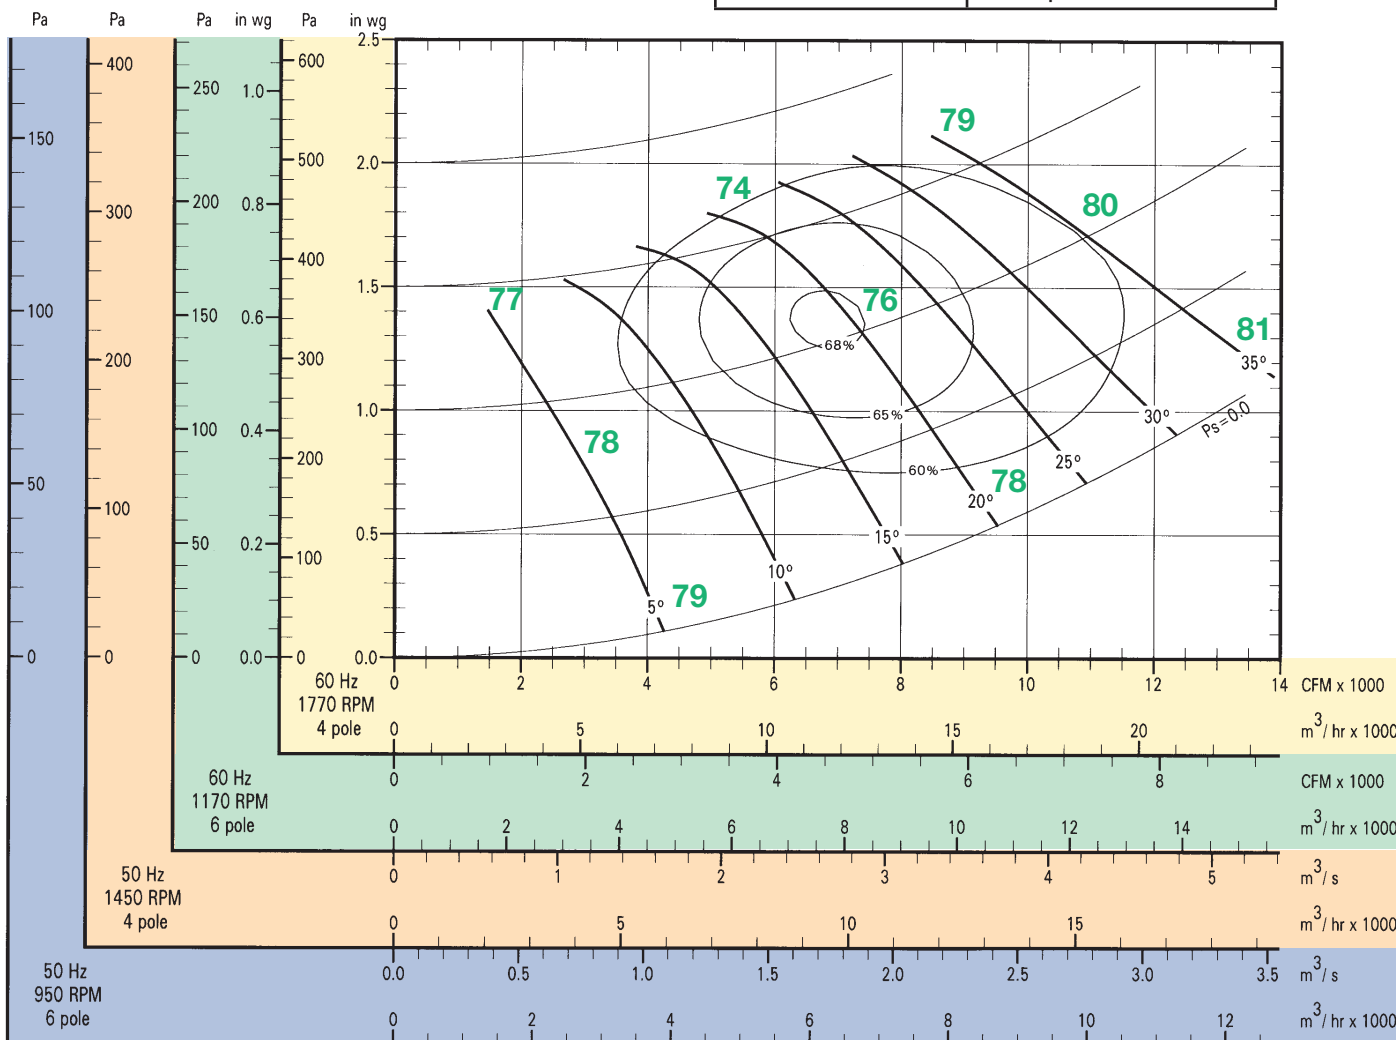 Pa Pa Pa in wg Pa in wg
2.5
600
400
250 1.0
79
150
500 2.0
74
200 0.8
80
300
400
1.5
77
76
100
150 0.6
81
68%
300
200
35º
1.0
65%
30º
Ps=0.0
100 0.4
78
200
25º
60%
50
78
20º
100
0.5
15º
50 0.2
100
10º
79
5º
0 0 0 0.0 0 0.0
60 Hz
1770 RPM
4 pole
0 2 4 6 8 10 12 14 CFM x 1000
0 5 10 15 20 m3/ hr x 1000
60 Hz
1170 RPM
6 pole
0 2 4 6 8 CFM x 1000
0 2 4 6 8 10 12 14 m3/ hr x 1000
50 Hz
1450 RPM
4 pole
0 1 2 3 4 5 m3/ s
0 5 10 15 m3/ hr x 1000
50 Hz
950 RPM
6 pole
0.0 0.5 1.0 1.5 2.0 2.5 3.0 3.5 m3/ s
0 2 4 6 8 10 12 m3/ hr x 1000